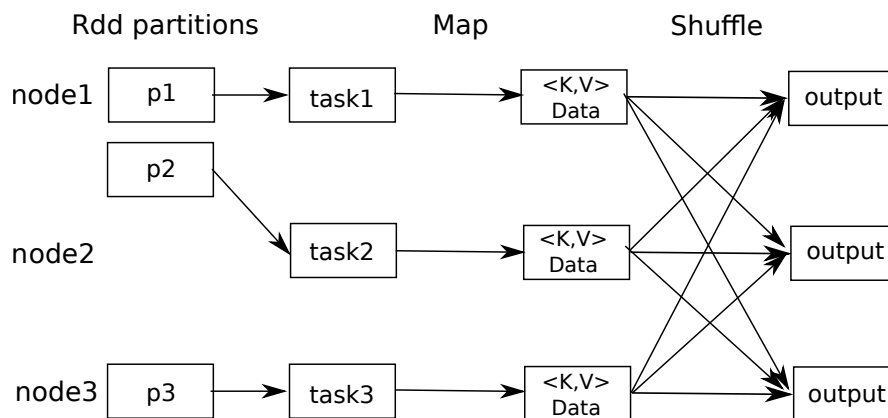 Rdd partitions Map Shuffle
node1 p1 task1 <K,V> Data output
p2
node2 task2 <K,V> Data output
node3 p3 task3 <K,V> Data output